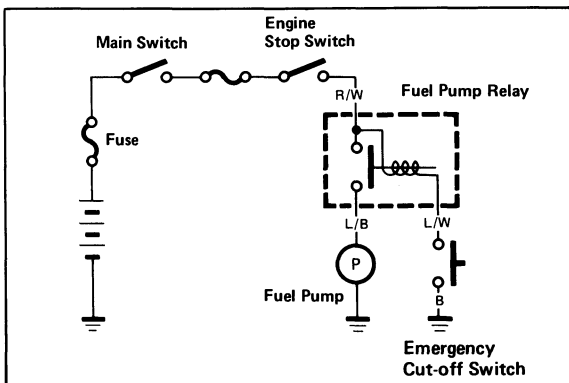 Engine
Stop Switch
Main Switch
R/W
Fuel Pump Relay
Fuse
L/B
L/W
P
B
Fuel Pump
Emergency
Cut-off Switch